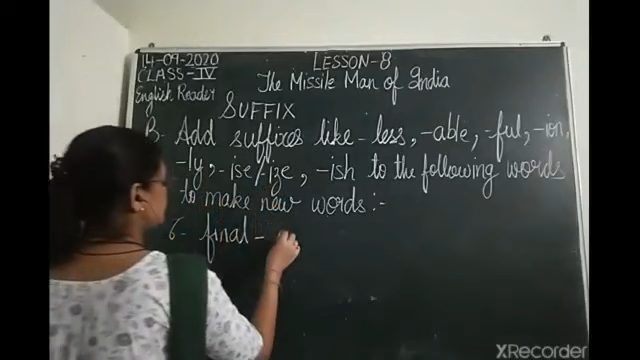 14-09-2020
CLASS-IV
English Reader
LESSON-8
The Missile Man of India
SUFFIX
B- Add suffixes like -less, -able, -ful, -ion,
-ly, -ise/-ize, -ish to the following words
to make new words:-
6- final -
XRecorder